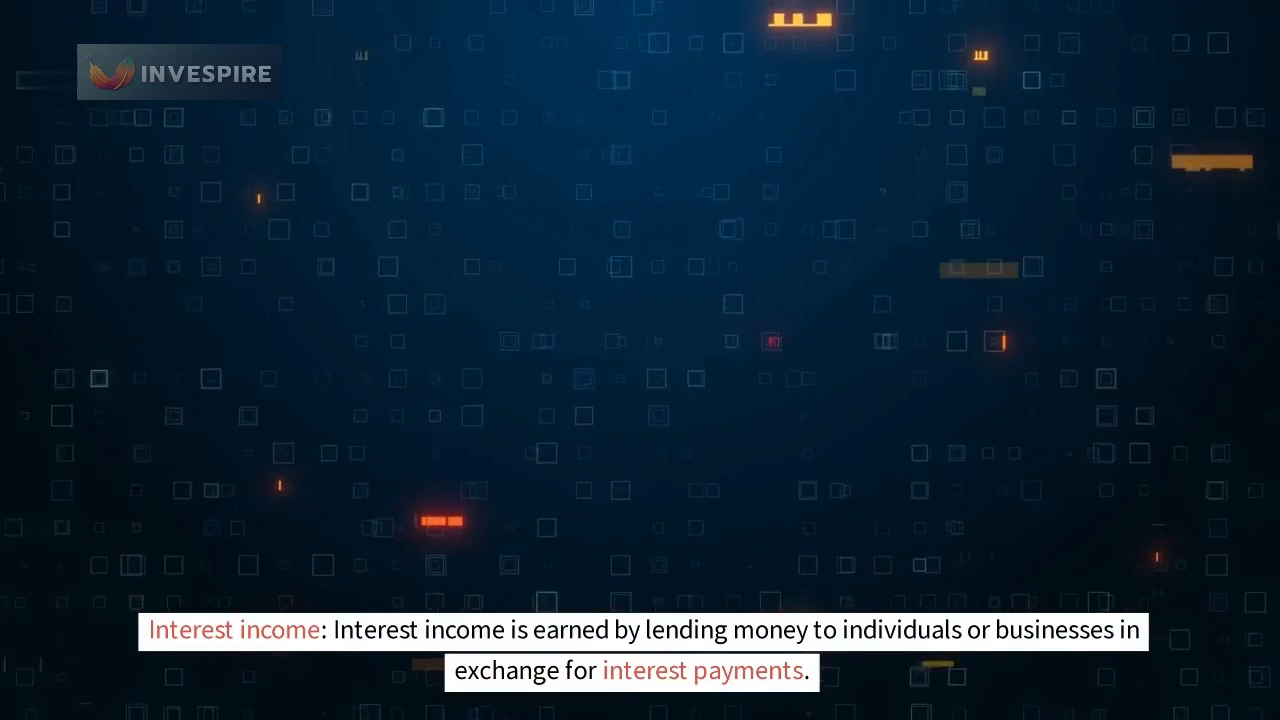 INVESPIRE
Interest income: Interest income is earned by lending money to individuals or businesses in
exchange for interest payments.